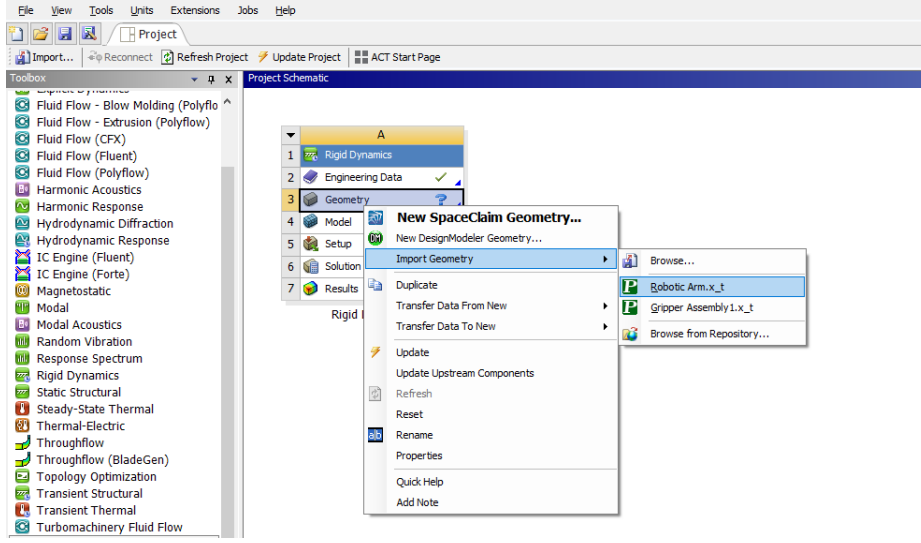 File View Tools Units Extensions Jobs Help
Project
Import... Reconnect Refresh Project Update Project ACT Start Page
Toolbox
Project Schematic
Explicit Dynamics
Fluid Flow - Blow Molding (Polyflo
Fluid Flow - Extrusion (Polyflow)
Fluid Flow (CFX)
Fluid Flow (Fluent)
Fluid Flow (Polyflow)
Harmonic Acoustics
Harmonic Response
Hydrodynamic Diffraction
Hydrodynamic Response
IC Engine (Fluent)
IC Engine (Forte)
Magnetostatic
Modal
Modal Acoustics
Random Vibration
Response Spectrum
Rigid Dynamics
Static Structural
Steady-State Thermal
Thermal-Electric
Throughflow
Throughflow (BladeGen)
Topology Optimization
Transient Structural
Transient Thermal
Turbomachinery Fluid Flow
A
1 Rigid Dynamics
2 Engineering Data
3 Geometry ?
4 Model
5 Setup
6 Solution
7 Results
Rigid
New SpaceClaim Geometry...
New DesignModeler Geometry...
Import Geometry
Duplicate
Transfer Data From New
Transfer Data To New
Update
Update Upstream Components
Refresh
Reset
Rename
Properties
Quick Help
Add Note
Browse...
Robotic Arm.x_t
Gripper Assembly1.x_t
Browse from Repository...